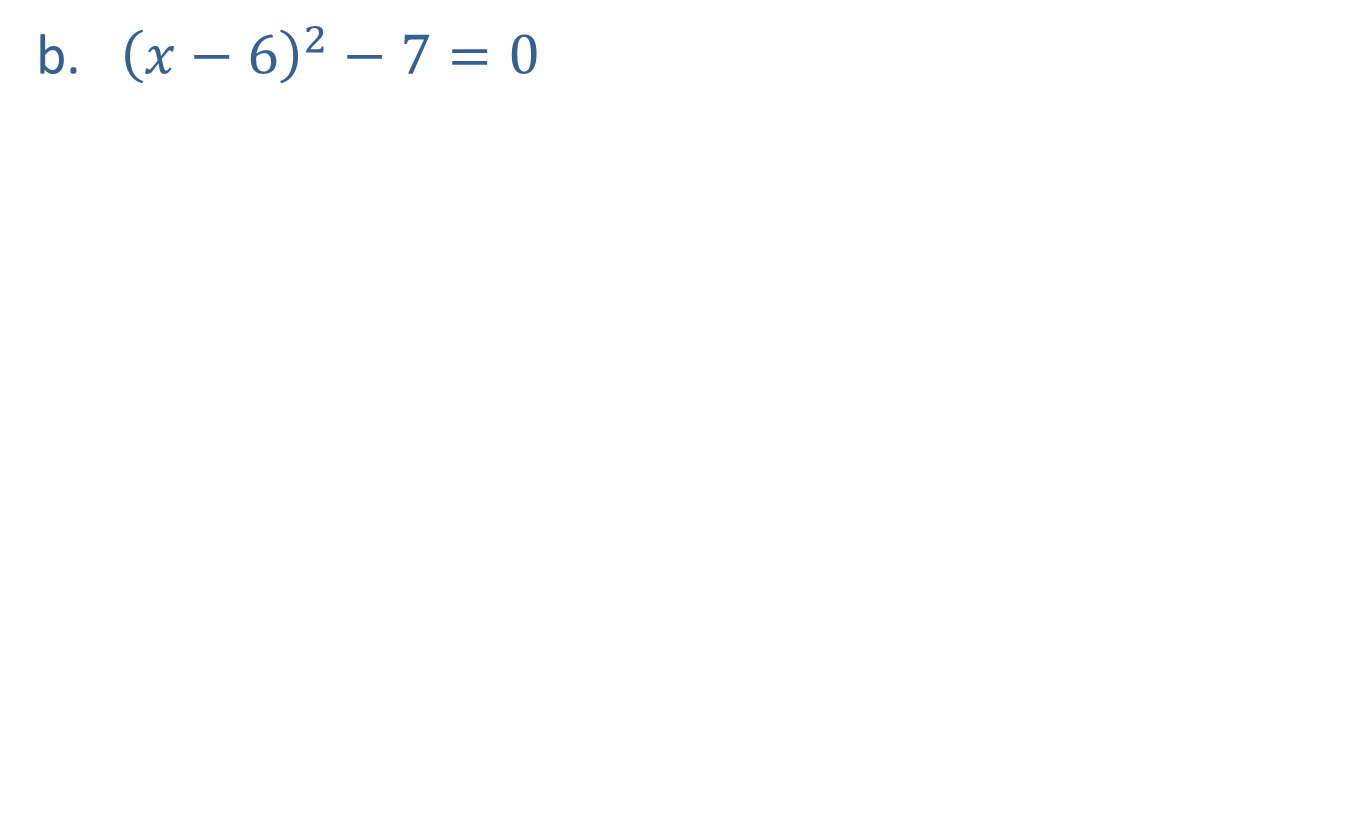 b. (x − 6)² − 7 = 0